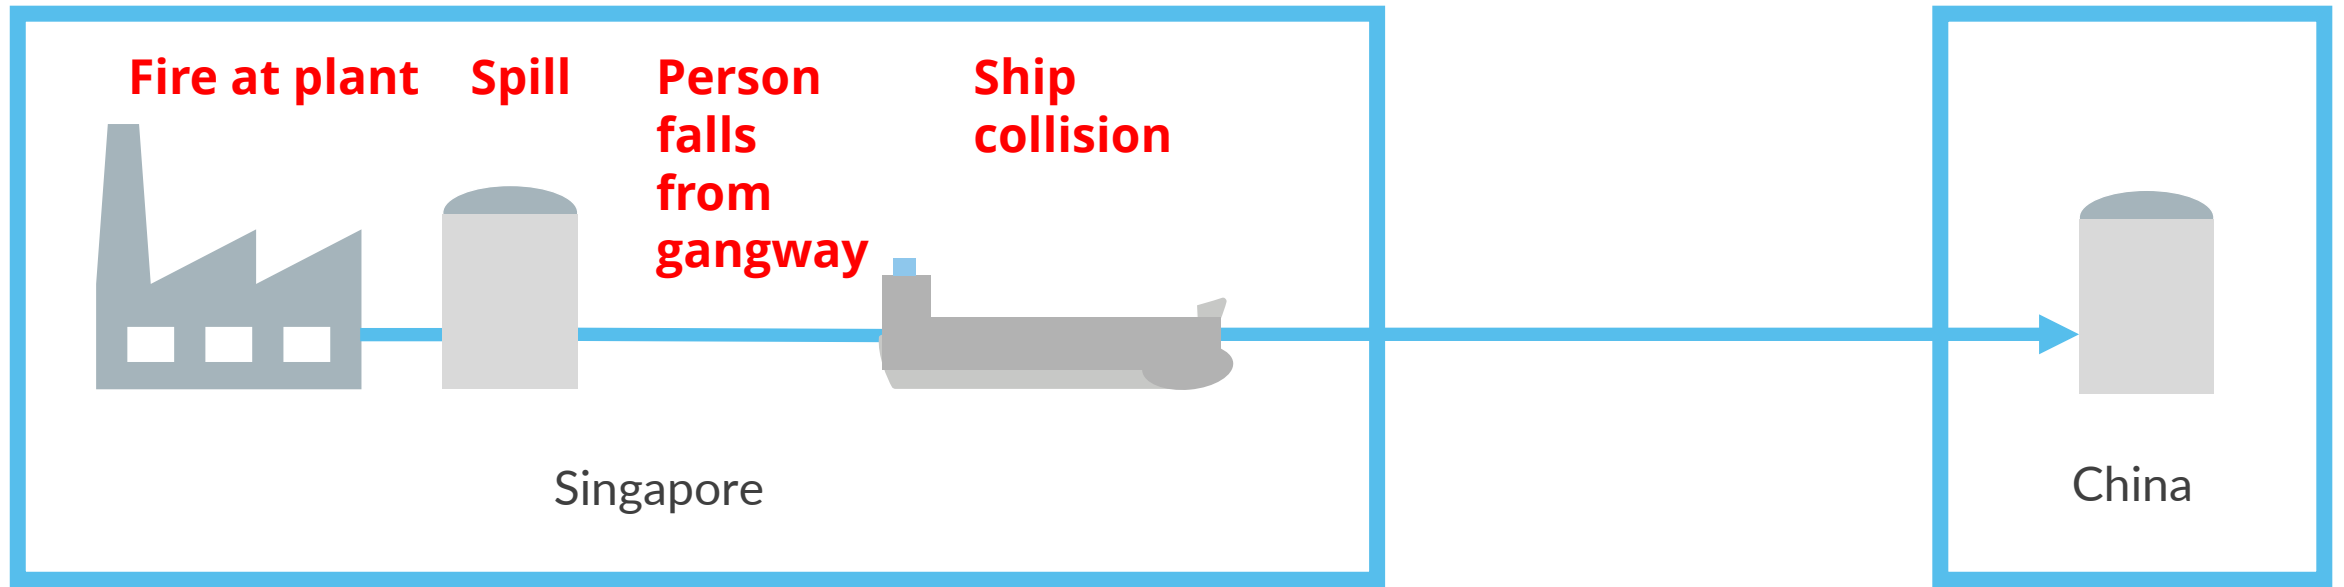 Fire at plant
Spill
Person
falls
from
gangway
Ship
collision
Singapore
China